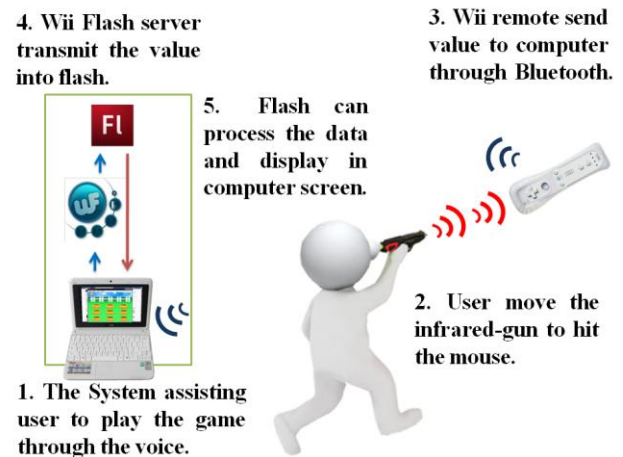 4. Wii Flash server
transmit the value
into flash.
3. Wii remote send
value to computer
through Bluetooth.
Fl
WF
5. Flash can
process the data
and display in
computer screen.
2. User move the
infrared-gun to hit
the mouse.
1. The System assisting
user to play the game
through the voice.